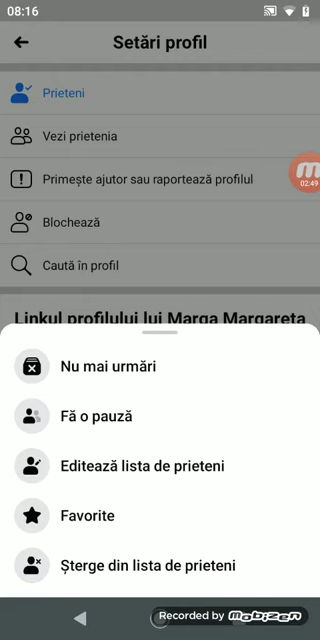 08:16
Setări profil
Prieteni
Vezi prietenia
Primește ajutor sau raportează profilul
02:49
Blochează
Caută în profil
Linkul profilului lui Marga Margareta
Nu mai urmări
Fă o pauză
Editează lista de prieteni
Favorite
Șterge din lista de prieteni
Recorded by mobizen